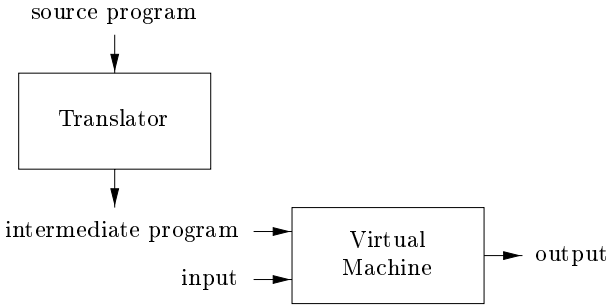 source program
Translator
intermediate program
input
Virtual
Machine
output